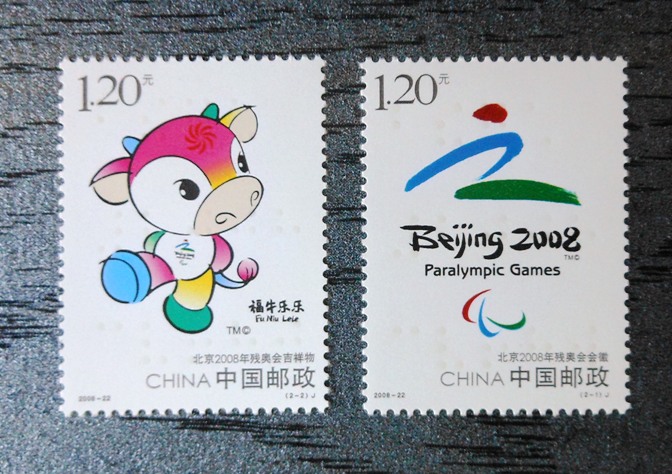 1.20元
福牛乐乐
Fu Niu Lele
TM©
北京2008年残奥会吉祥物
CHINA 中国邮政
2008-22
(2-2)J
1.20元
Beijing 2008
TM©
Paralympic Games
北京2008年残奥会会徽
CHINA 中国邮政
2008-22
(2-1)J